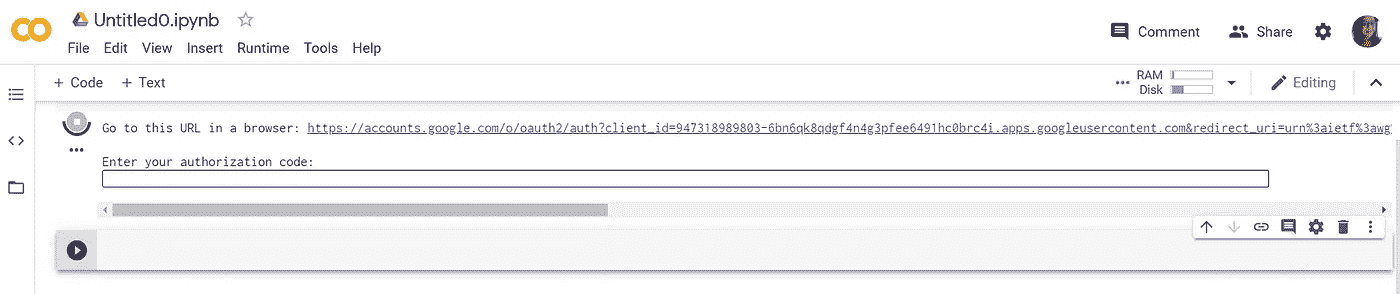 Untitled0.ipynb
File Edit View Insert Runtime Tools Help
Comment
Share
+ Code + Text
RAM
Disk
Editing
Go to this URL in a browser: https://accounts.google.com/o/oauth2/auth?client_id=947318989803-6bn6qk8qdgf4n4g3pfee6491hc0brc4i.apps.googleusercontent.com&redirect_uri=urn%3aietf%3awg
Enter your authorization code: